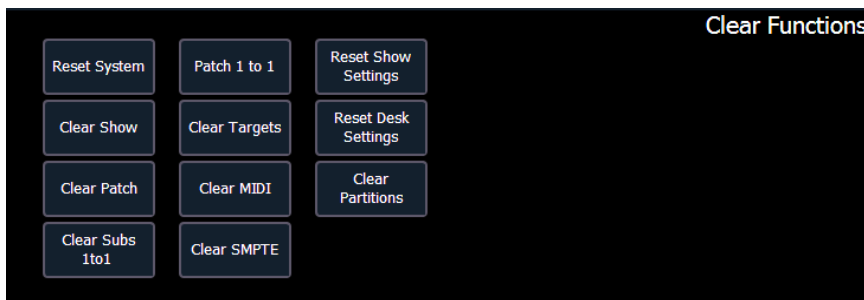 Clear Functions
Reset System
Patch 1 to 1
Reset Show
Settings
Clear Show
Clear Targets
Reset Desk
Settings
Clear Patch
Clear MIDI
Clear
Partitions
Clear Subs
1to1
Clear SMPTE